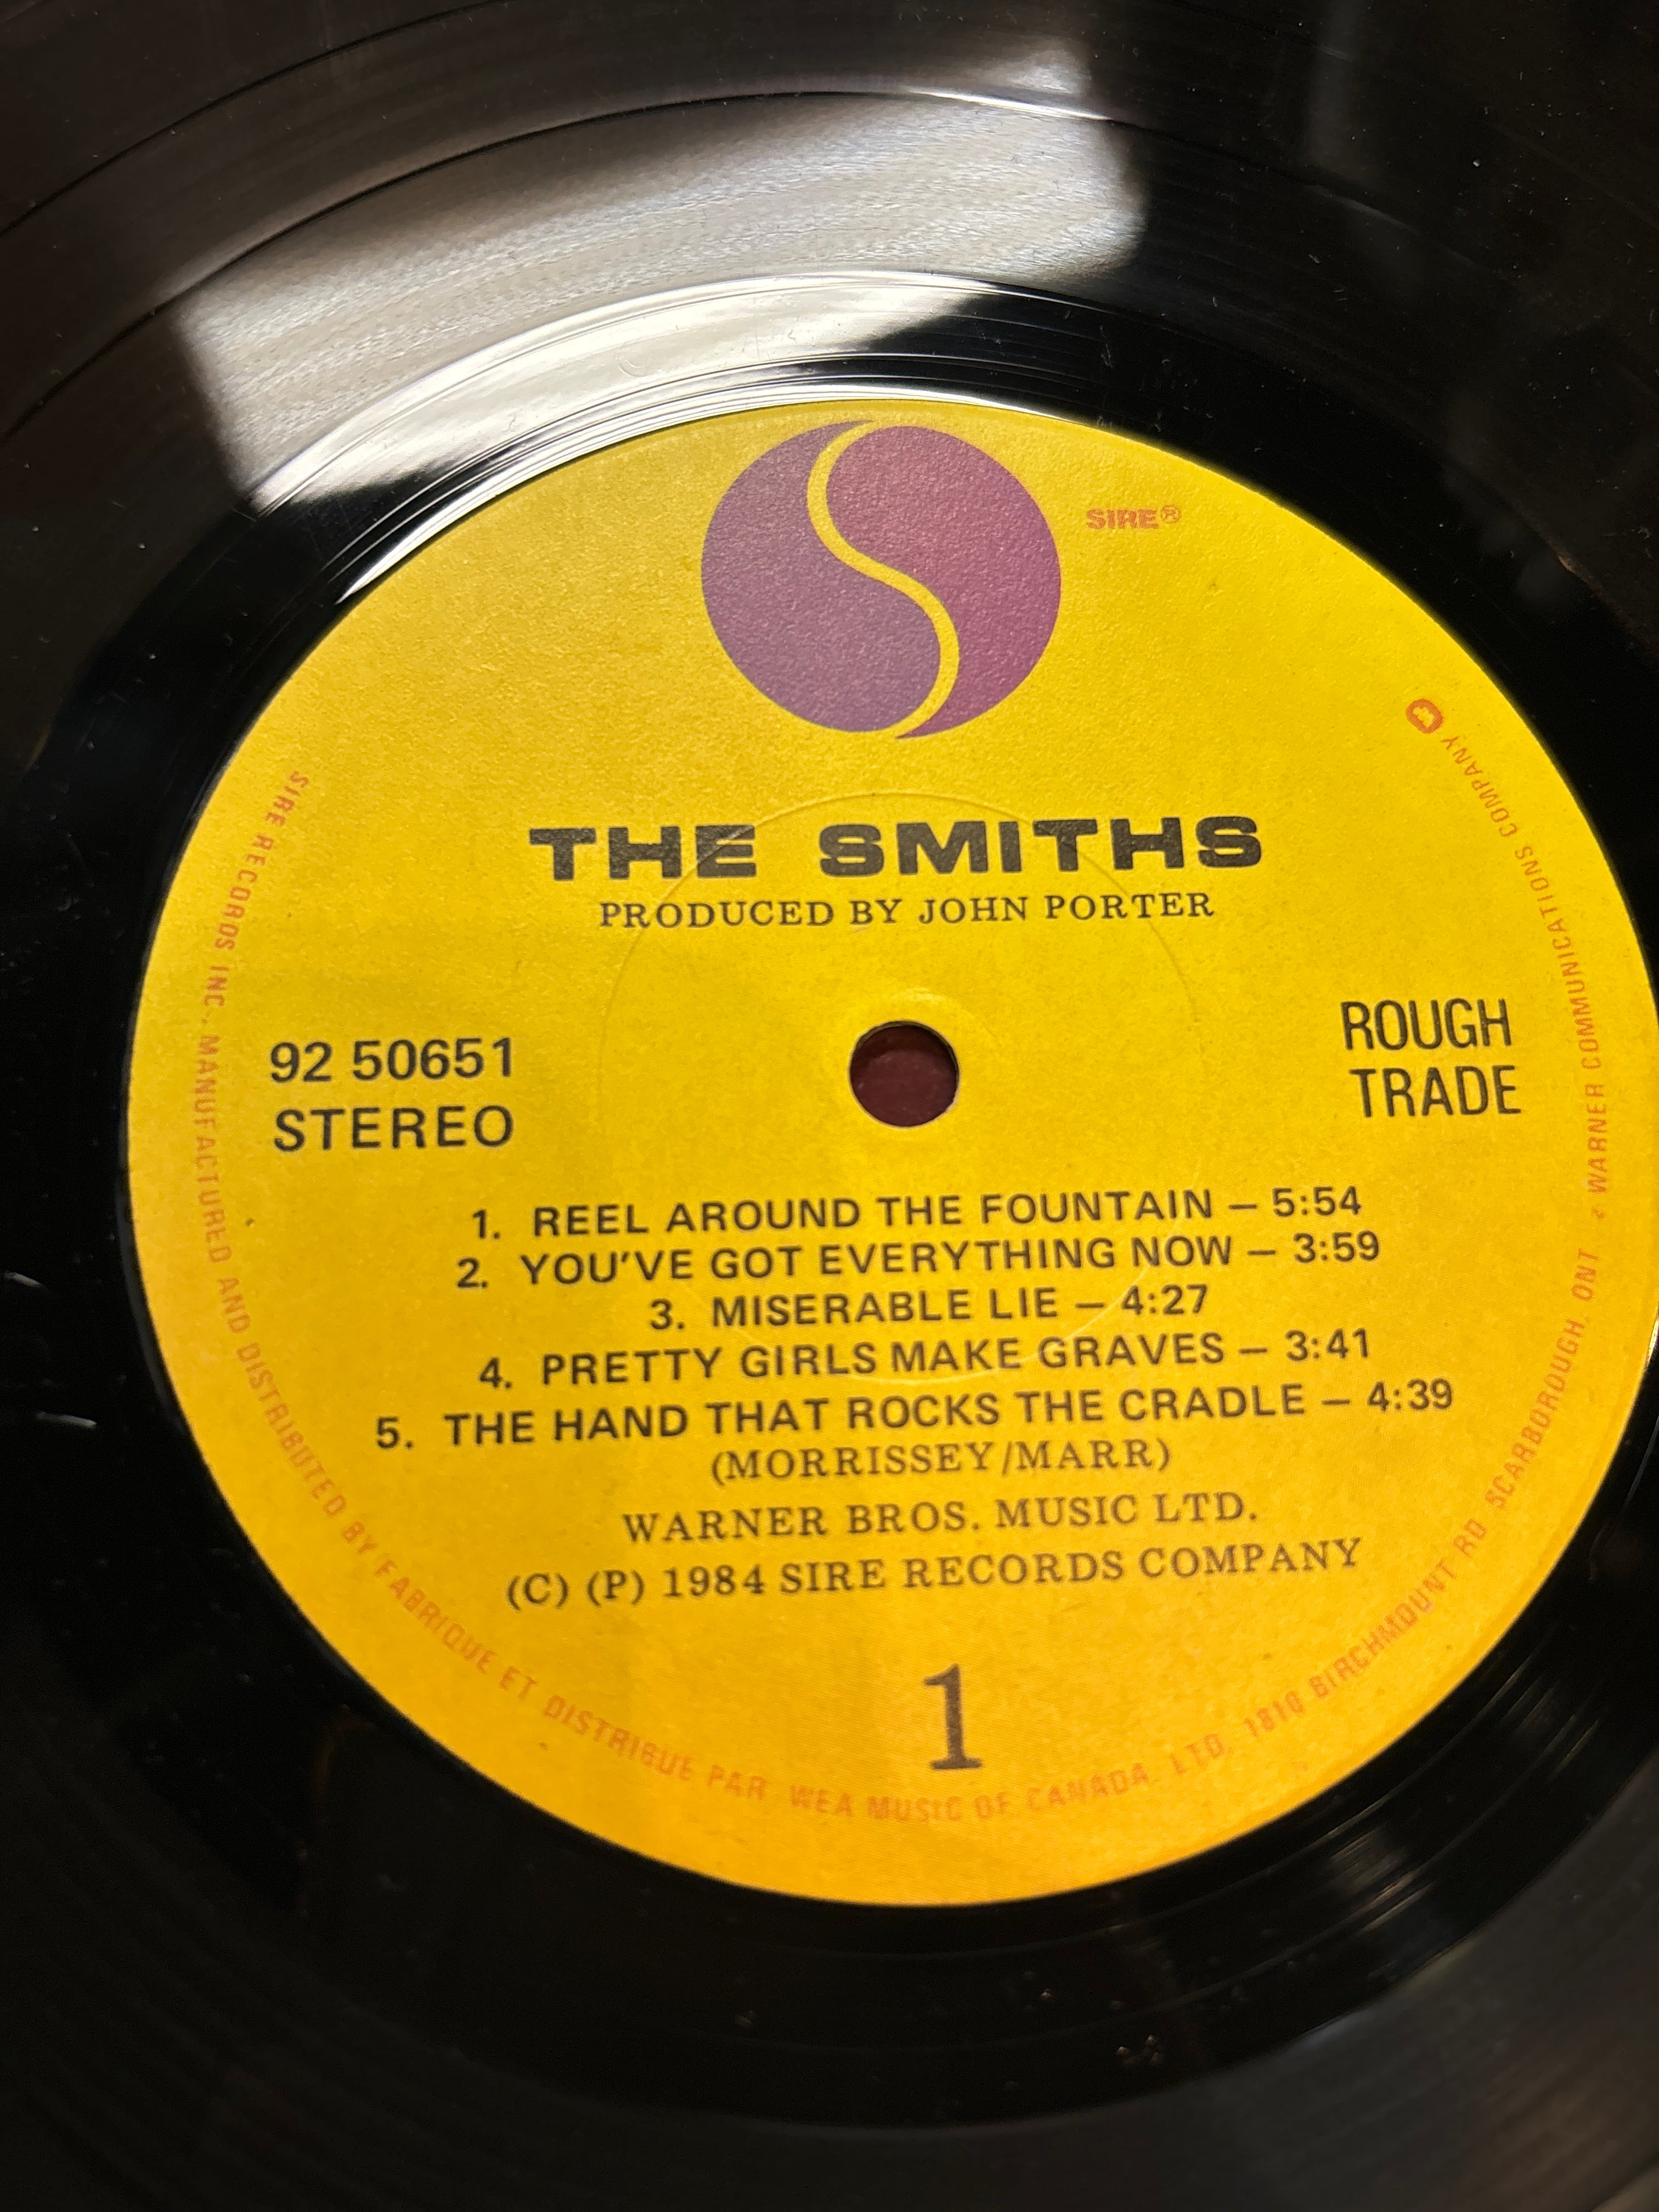 SIRE®
THE SMITHS
PRODUCED BY JOHN PORTER
92 50651
STEREO
ROUGH
TRADE
1. REEL AROUND THE FOUNTAIN — 5:54
2. YOU'VE GOT EVERYTHING NOW — 3:59
3. MISERABLE LIE — 4:27
4. PRETTY GIRLS MAKE GRAVES — 3:41
5. THE HAND THAT ROCKS THE CRADLE — 4:39
(MORRISSEY/MARR)
WARNER BROS. MUSIC LTD.
(C) (P) 1984 SIRE RECORDS COMPANY
1
SIRE RECORDS INC., MANUFACTURED AND DISTRIBUTED BY FABRIQUE ET DISTRIBUE PAR WEA MUSIC OF CANADA, LTD. 1810 BIRCHMOUNT RD SCARBOROUGH, ONT WARNER COMMUNICATIONS COMPANY